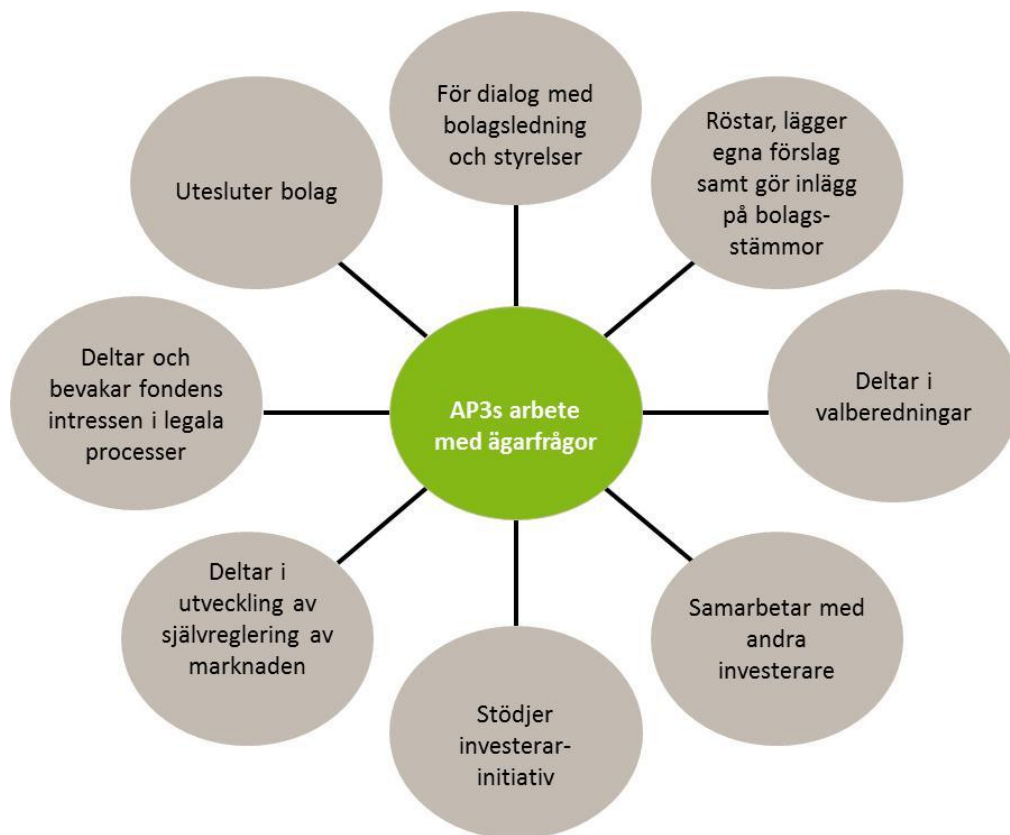 För dialog med
bolagsledning
och styrelser
Röstar, lägger
egna förslag
samt gör inlägg
på bolags-
stämmor
Utesluter bolag
Deltar och
bevakar fondens
intressen i legala
processer
AP3s arbete
med ägarfrågor
Deltar i
valberedningar
Deltar i
utveckling av
självreglering av
marknaden
Samarbetar med
andra
investerare
Stödjer
investerar-
initiativ